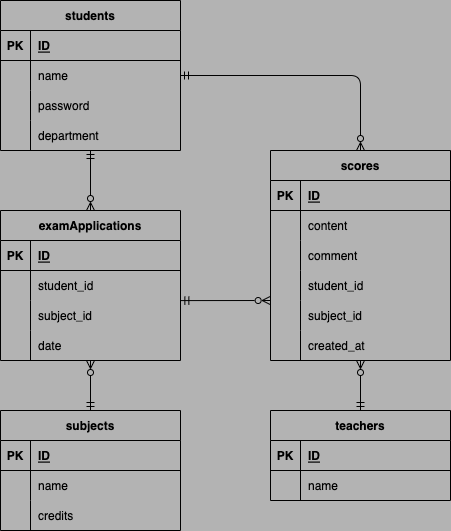 students
PK ID
name
password
department
examApplications
PK ID
student_id
subject_id
date
subjects
PK ID
name
credits
scores
PK ID
content
comment
student_id
subject_id
created_at
teachers
PK ID
name